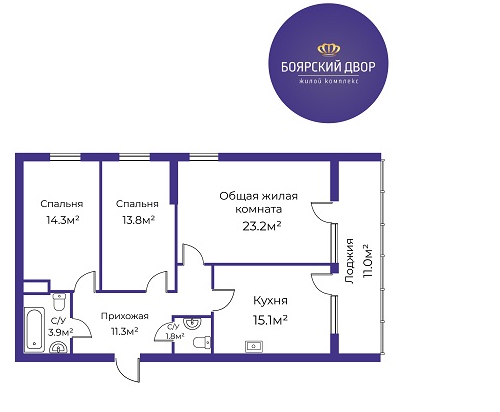 БОЯРСКИЙ ДВОР
жилой комплекс
Спальня
14.3м²
Спальня
13.8м²
Общая жилая
комната
23.2м²
Лоджия
11.0м²
Кухня
15.1м²
Прихожая
11.3м²
С/У
3.9м²
С/У
1.8м²